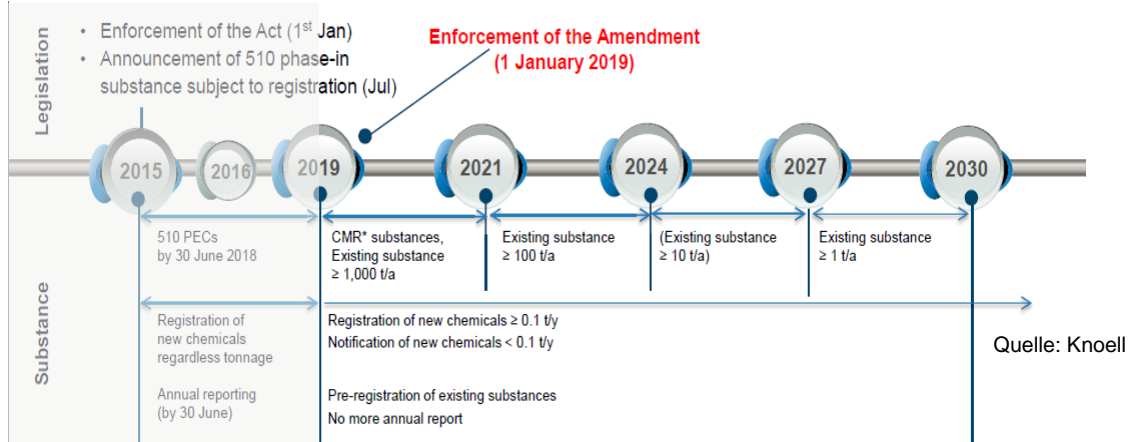 Legislation
• Enforcement of the Act (1st Jan)
• Announcement of 510 phase-in
substance subject to registration (Jul)
Enforcement of the Amendment
(1 January 2019)
2015
2016
2019
2021
2024
2027
2030
Substance
510 PECs
by 30 June 2018
CMR* substances,
Existing substance
≥ 1,000 t/a
Existing substance
≥ 100 t/a
(Existing substance
≥ 10 t/a)
Existing substance
≥ 1 t/a
Registration of
new chemicals
regardless tonnage
Registration of new chemicals ≥ 0.1 t/y
Notification of new chemicals < 0.1 t/y
Quelle: Knoell
Annual reporting
(by 30 June)
Pre-registration of existing substances
No more annual report